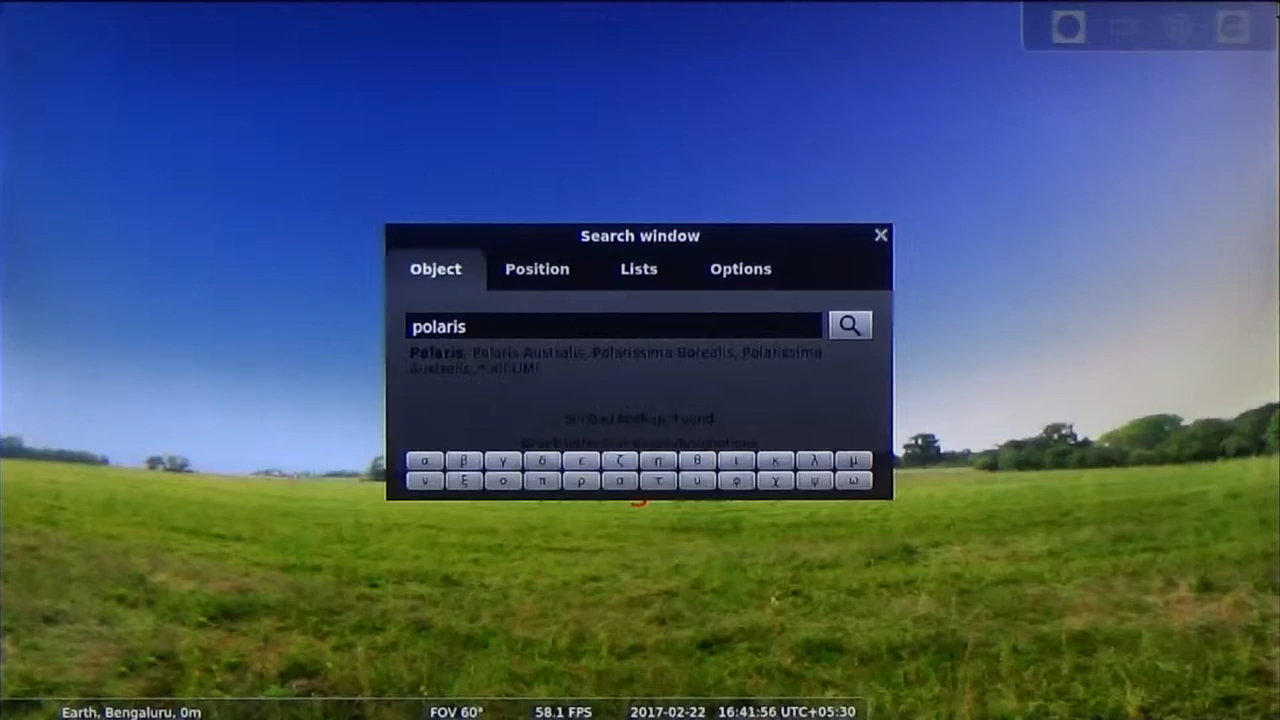 Search window
Object Position Lists Options
polaris
Polaris, Polaris Australis, Polarissima Borealis, Polarissima
Australis,
α β γ δ ε ζ η θ ι κ λ μ
ν ξ ο π ρ σ τ υ φ χ ψ ω
Earth, Bengaluru, 0m FOV 60° 58.1 FPS 2017-02-22 16:41:56 UTC+05:30